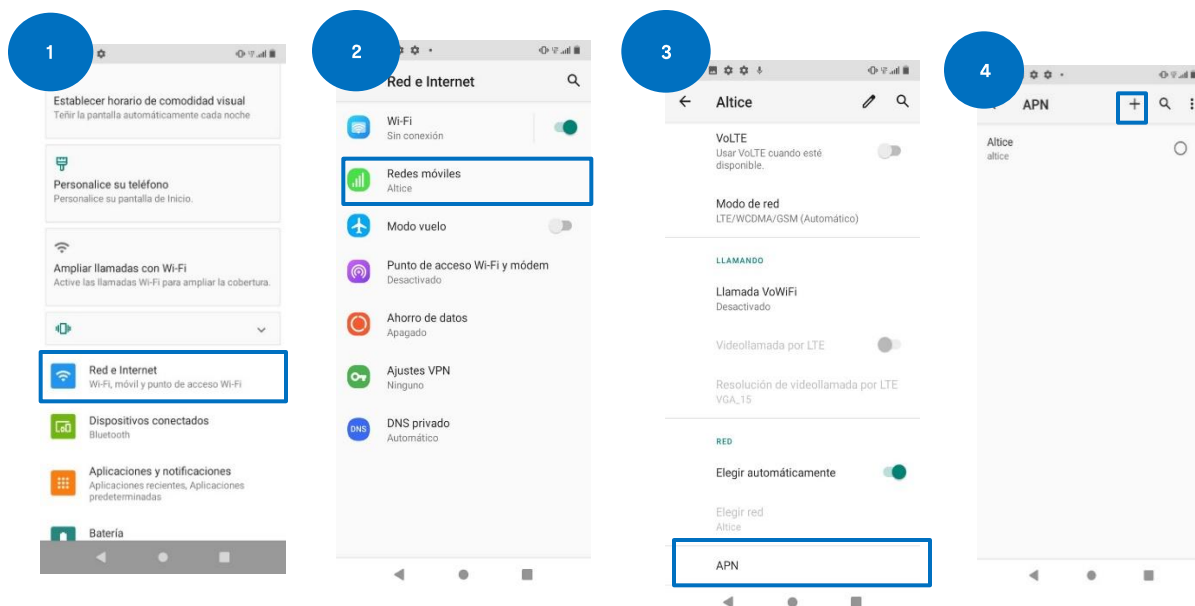 1
Establecer horario de comodidad visual
Teñir la pantalla automáticamente cada noche
Personalice su teléfono
Personalice su pantalla de Inicio.
Ampliar llamadas con Wi-Fi
Active las llamadas Wi-Fi para ampliar la cobertura.
Red e Internet
Wi-Fi, móvil y punto de acceso Wi-Fi
Dispositivos conectados
Bluetooth
Aplicaciones y notificaciones
Aplicaciones recientes, Aplicaciones
predeterminadas
Batería
2
Red e Internet
Wi-Fi
Sin conexión
Redes móviles
Altice
Modo vuelo
Punto de acceso Wi-Fi y módem
Desactivado
Ahorro de datos
Apagado
Ajustes VPN
Ninguno
DNS
DNS privado
Automático
3
Altice
VoLTE
Usar VoLTE cuando esté
disponible.
Modo de red
LTE/WCDMA/GSM (Automático)
LLAMANDO
Llamada VoWiFi
Desactivado
Videollamada por LTE
Resolución de videollamada por LTE
VGA_15
RED
Elegir automáticamente
Elegir red
Altice
APN
4
APN
Altice
altice